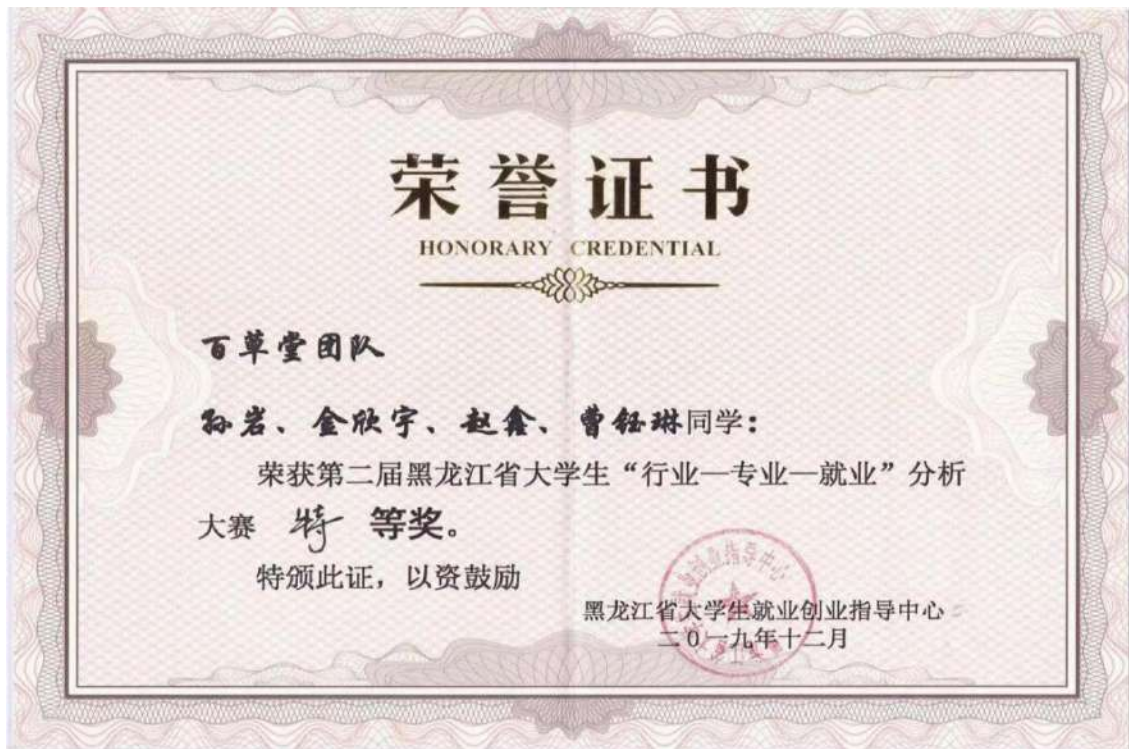 荣誉证书
HONORARY CREDENTIAL
百草堂团队
孙岩、金欣宇、赵鑫、曹钰琳同学：
荣获第二届黑龙江省大学生“行业—专业—就业”分析
大赛 特 等奖。
特颁此证，以资鼓励
黑龙江省大学生就业创业指导中心
二0一九年十二月